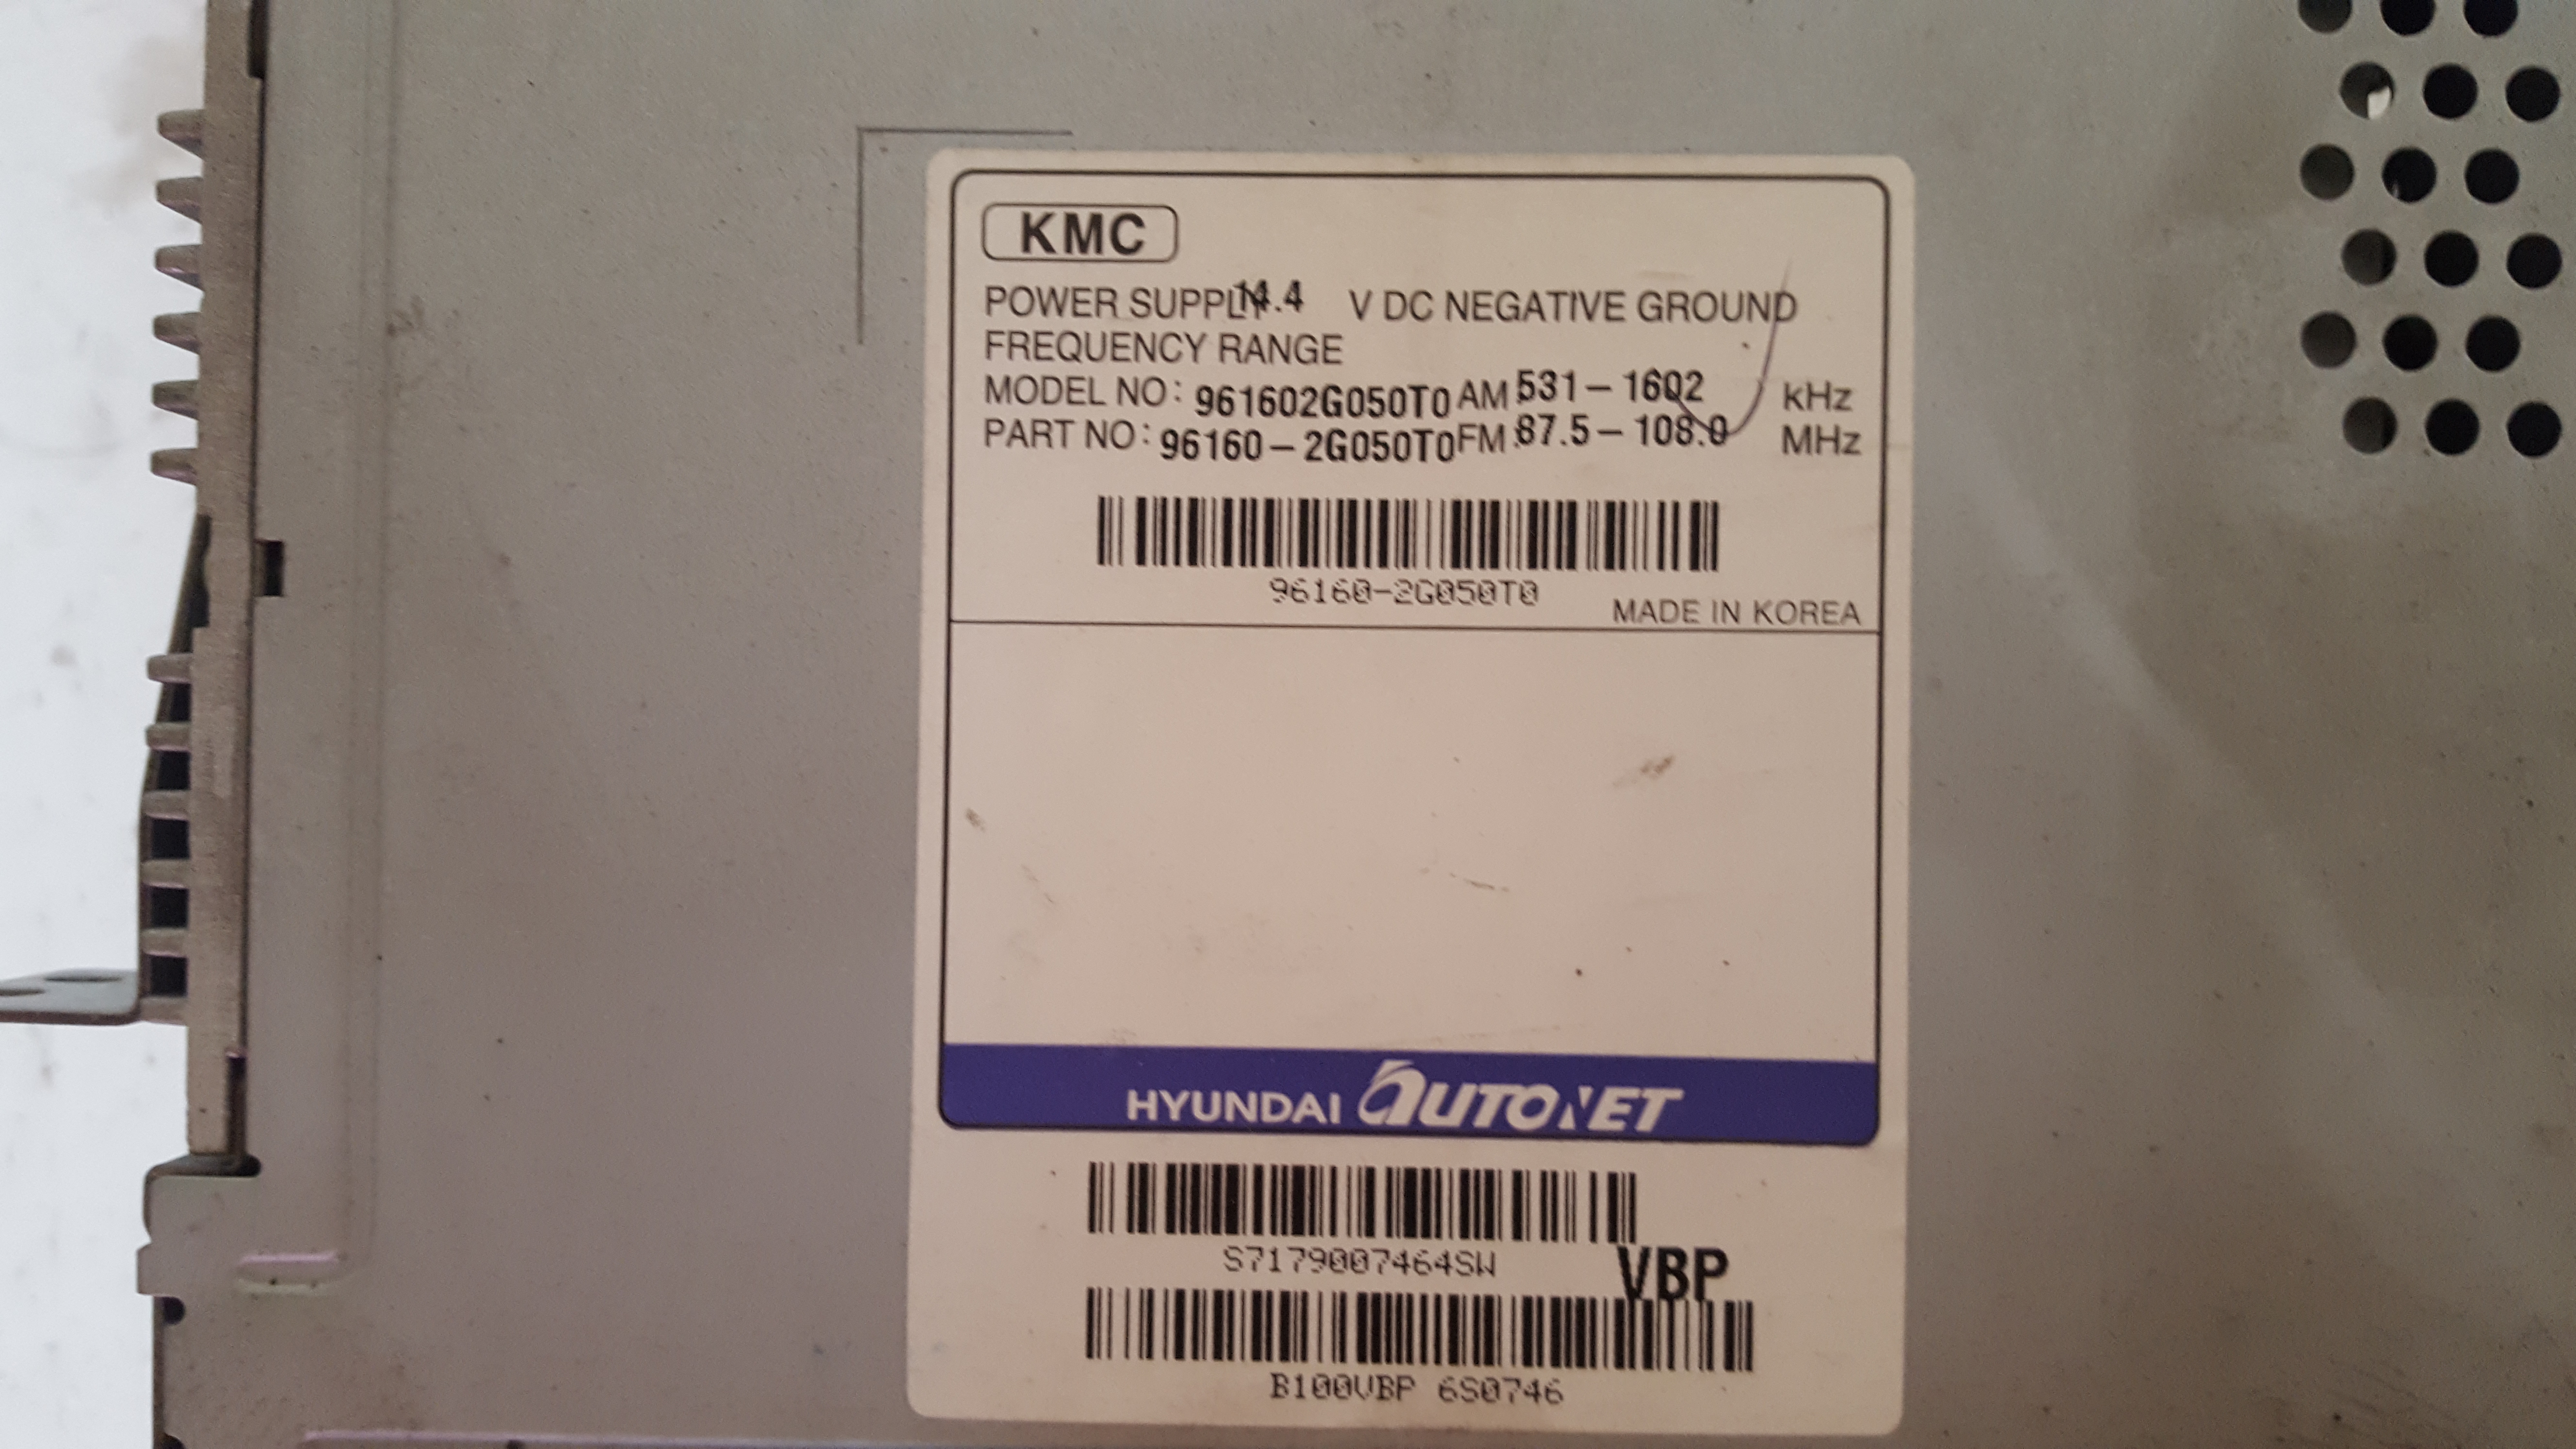 KMC
POWER SUPPLY 14.4 V DC NEGATIVE GROUND
FREQUENCY RANGE
MODEL NO: 961602G050T0 AM 531-1602 kHz
PART NO: 96160-2G050T0 FM 87.5-108.0 MHz
96160-2G050T0
MADE IN KOREA
HYUNDAI AUTONET
S7179007464SW
VBP
B100VBP 6S0746